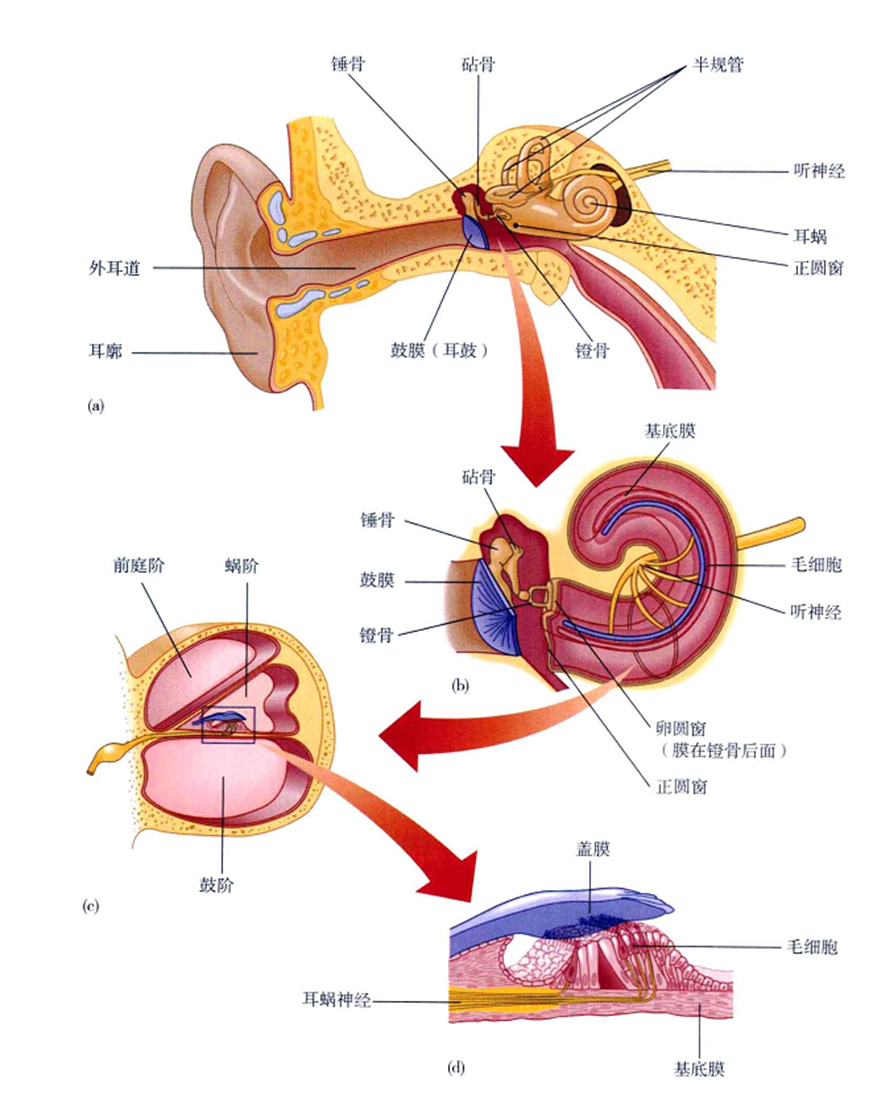 锤骨
砧骨
半规管
听神经
耳蜗
正圆窗
外耳道
耳廓
鼓膜（耳鼓）
镫骨
(a)
基底膜
砧骨
锤骨
鼓膜
镫骨
毛细胞
听神经
(b)
卵圆窗
（膜在镫骨后面）
正圆窗
前庭阶
蜗阶
鼓阶
(c)
盖膜
毛细胞
耳蜗神经
基底膜
(d)